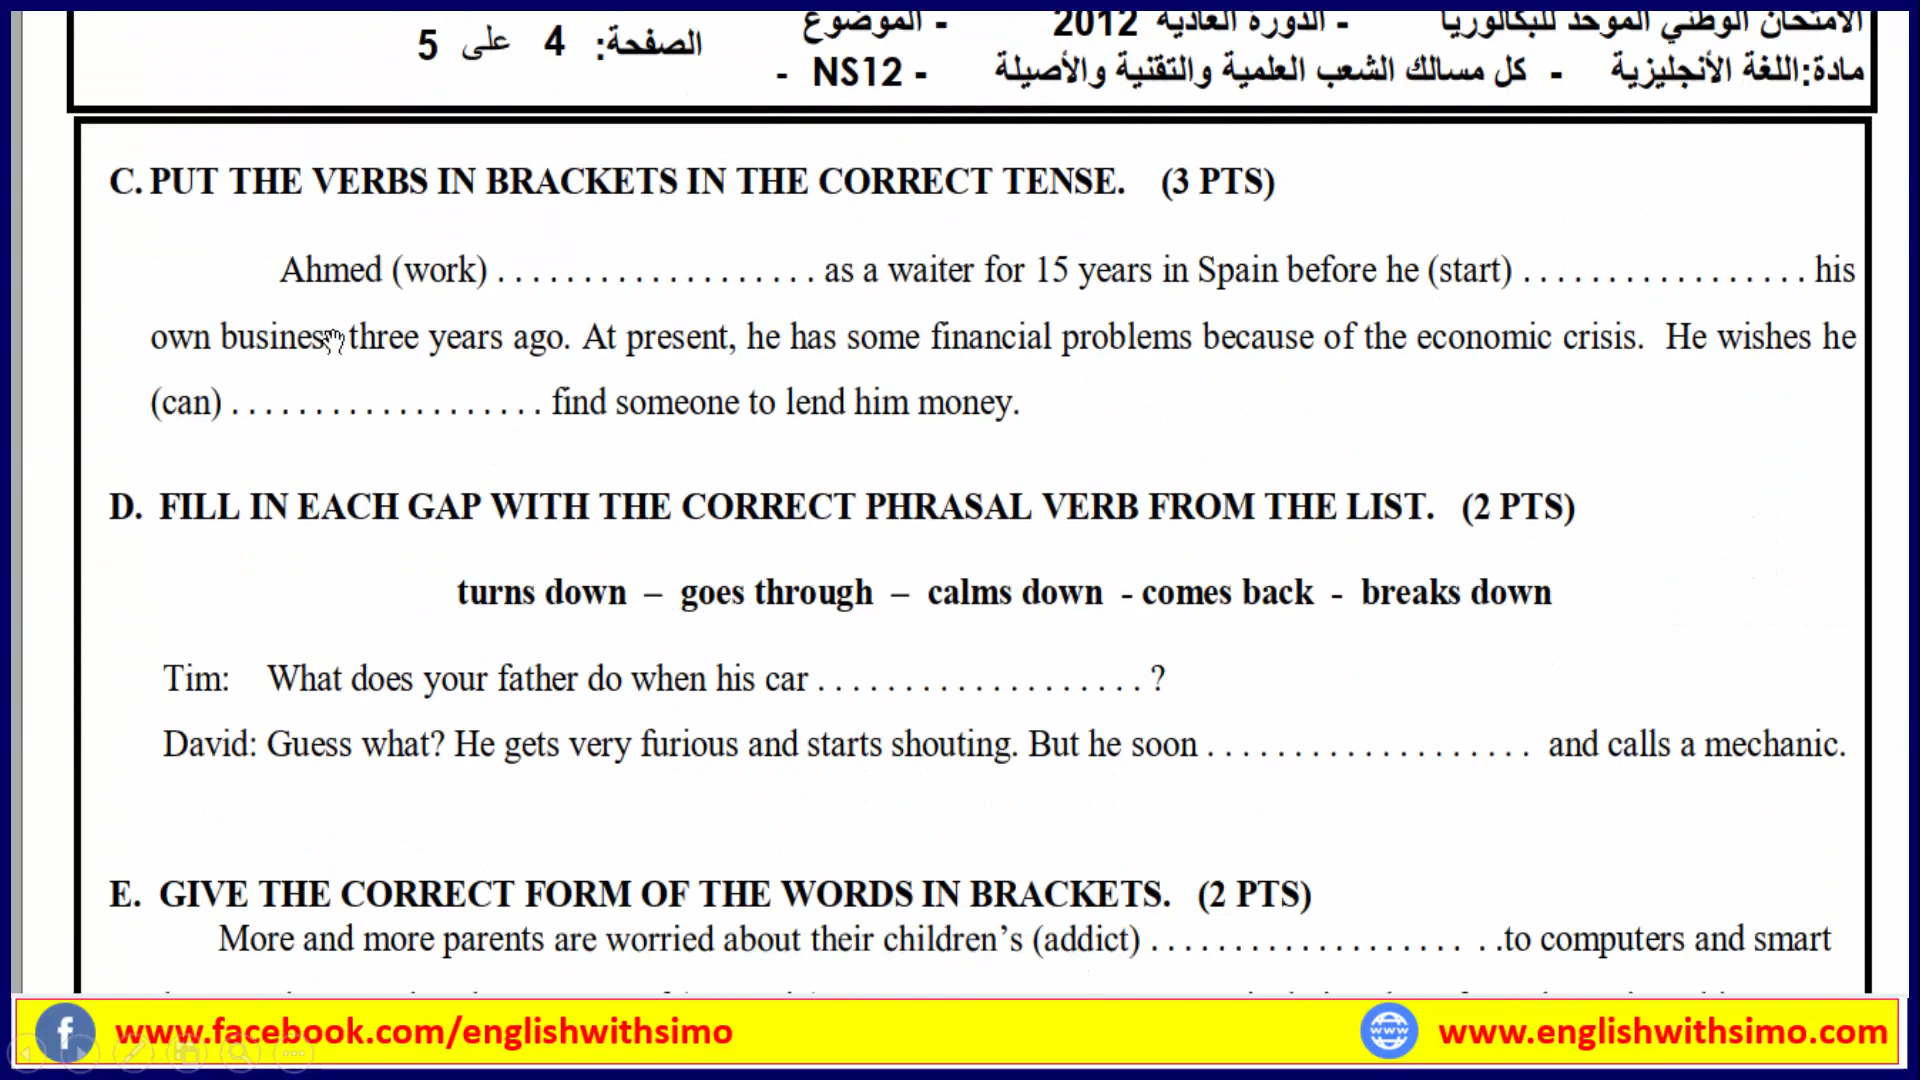 الامتحان الوطني الموحد للبكالوريا - الدورة العادية 2012 - الموضوع
الصفحة: 4 على 5
مادة:اللغة الأنجليزية - كل مسالك الشعب العلمية والتقنية والأصيلة - NS12 -
C. PUT THE VERBS IN BRACKETS IN THE CORRECT TENSE. (3 PTS)
Ahmed (work) . . . . . . . . . . . . . . . . . . . as a waiter for 15 years in Spain before he (start) . . . . . . . . . . . . . . . . . his
own business three years ago. At present, he has some financial problems because of the economic crisis. He wishes he
(can) . . . . . . . . . . . . . . . . . . . find someone to lend him money.
D. FILL IN EACH GAP WITH THE CORRECT PHRASAL VERB FROM THE LIST. (2 PTS)
turns down – goes through – calms down - comes back - breaks down
Tim: What does your father do when his car . . . . . . . . . . . . . . . . . . . ?
David: Guess what? He gets very furious and starts shouting. But he soon . . . . . . . . . . . . . . . . . . . and calls a mechanic.
E. GIVE THE CORRECT FORM OF THE WORDS IN BRACKETS. (2 PTS)
More and more parents are worried about their children’s (addict) . . . . . . . . . . . . . . . . . . . . .to computers and smart
www.facebook.com/englishwithsimo
www.englishwithsimo.com